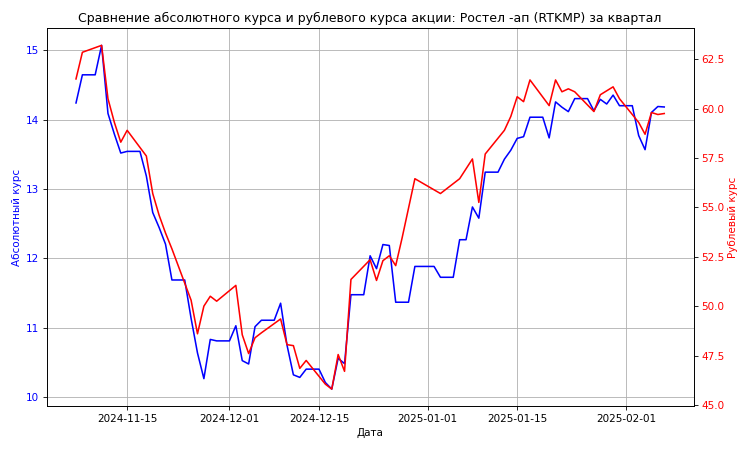 Сравнение абсолютного курса и рублевого курса акции: Ростел -ап (RTKMP) за квартал
15
14
13
12
11
10
Абсолютный курс
62.5
60.0
57.5
55.0
52.5
50.0
47.5
45.0
Рублевый курс
2024-11-15 2024-12-01 2024-12-15 2025-01-01 2025-01-15 2025-02-01
Дата